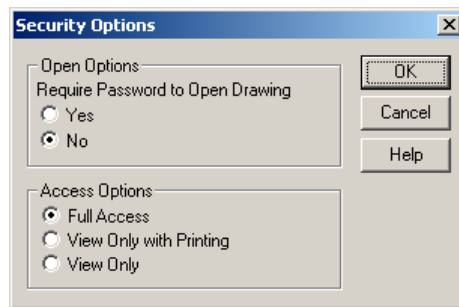 Security Options
Open Options
Require Password to Open Drawing
Yes
No
Access Options
Full Access
View Only with Printing
View Only
OK
Cancel
Help